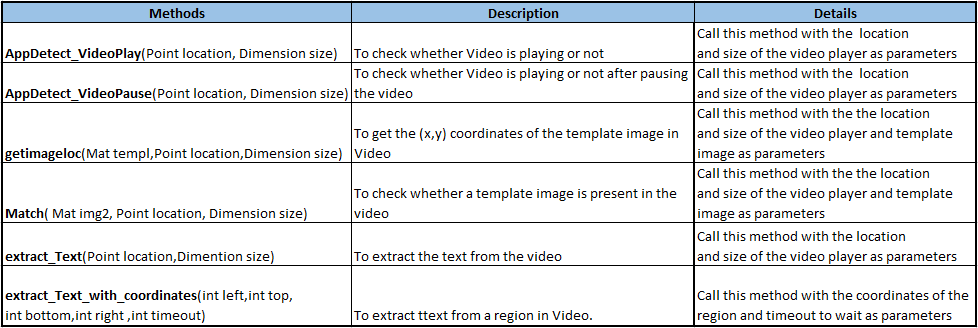 Methods Description Details
AppDetect_VideoPlay(Point location, Dimension size) To check whether Video is playing or not Call this method with the location
and size of the video player as parameters
AppDetect_VideoPause(Point location, Dimension size) To check whether Video is playing or not after pausing
the video Call this method with the location
and size of the video player as parameters
getimageloc(Mat templ,Point location,Dimension size) To get the (x,y) coordinates of the template image in
Video Call this method with the the location
and size of the video player and template
image as parameters
Match( Mat img2, Point location, Dimension size) To check whether a template image is present in the
video Call this method with the the location
and size of the video player and template
image as parameters
extract_Text(Point location,Dimention size) To extract the text from the video Call this method with the location
and size of the video player as parameters
extract_Text_with_coordinates(int left,int top,
int bottom,int right ,int timeout) To extract ttext from a region in Video. Call this method with the coordinates of the
region and timeout to wait as parameters